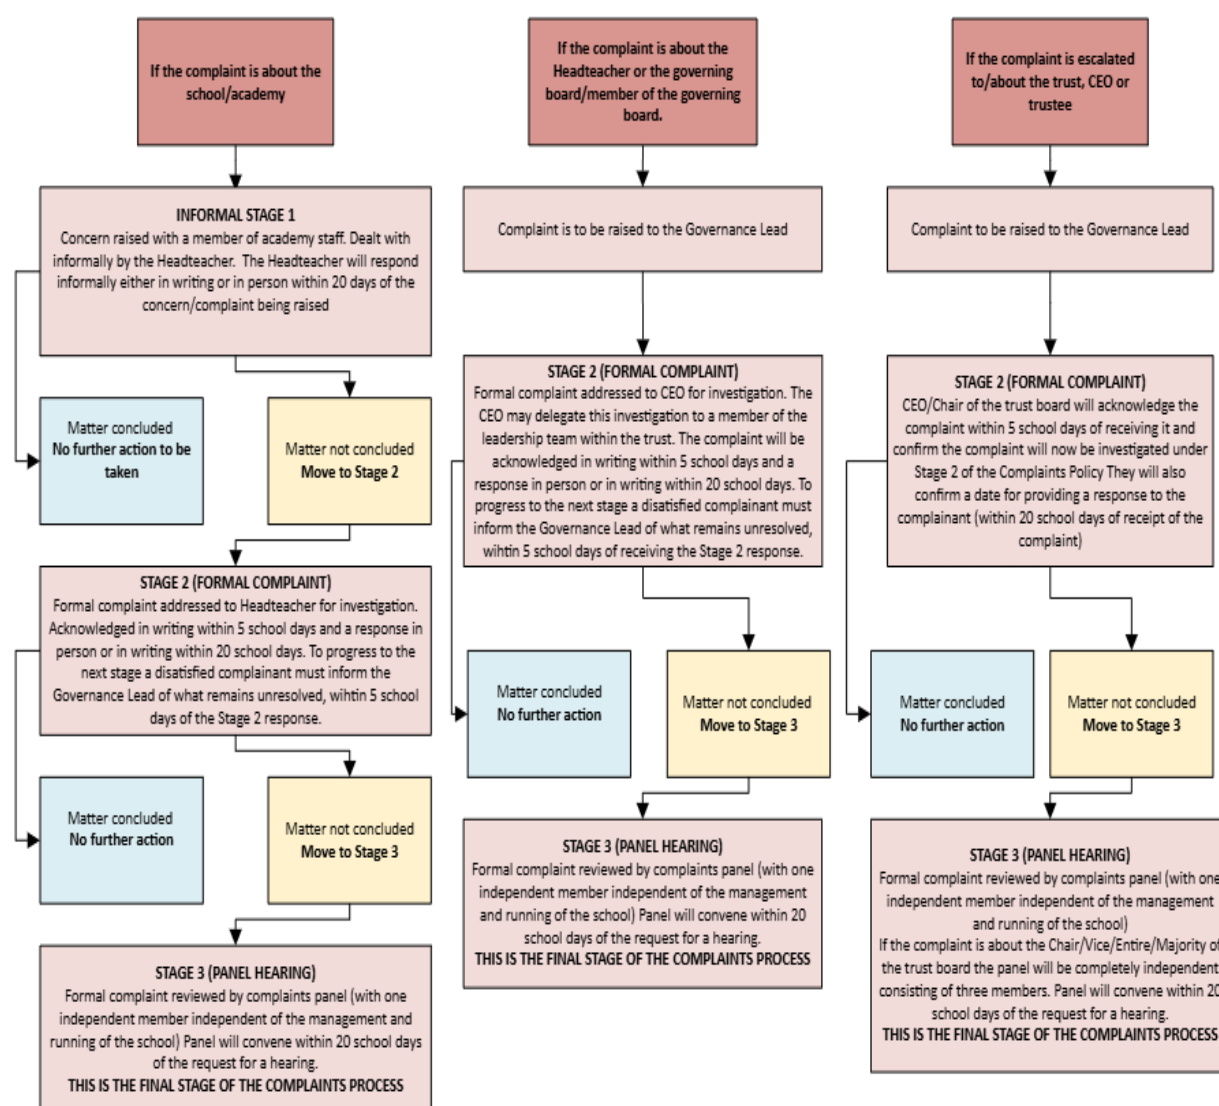 If the complaint is about the
school/academy
INFORMAL STAGE 1
Concern raised with a member of academy staff. Dealt with
informally by the Headteacher. The Headteacher will respond
informally either in writing or in person within 20 days of the
concern/complaint being raised
Matter concluded
No further action to be
taken
Matter not concluded
Move to Stage 2
STAGE 2 (FORMAL COMPLAINT)
Formal complaint addressed to Headteacher for investigation.
Acknowledged in writing within 5 school days and a response in
person or in writing within 20 school days. To progress to the
next stage a disatisfied complainant must inform the
Governance Lead of what remains unresolved, wihtin 5 school
days of the Stage 2 response.
Matter concluded
No further action
Matter not concluded
Move to Stage 3
STAGE 3 (PANEL HEARING)
Formal complaint reviewed by complaints panel (with one
independent member independent of the management and
running of the school) Panel will convene within 20 school days
of the request for a hearing.
THIS IS THE FINAL STAGE OF THE COMPLAINTS PROCESS
If the complaint is about the
Headteacher or the governing
board/member of the governing
board.
Complaint is to be raised to the Governance Lead
STAGE 2 (FORMAL COMPLAINT)
Formal complaint addressed to CEO for investigation. The
CEO may delegate this investigation to a member of the
leadership team within the trust. The complaint will be
acknowledged in writing within 5 school days and a
response in person or in writing within 20 school days. To
progress to the next stage a disatisfied complainant must
inform the Governance Lead of what remains unresolved,
wihtin 5 school days of receiving the Stage 2 response.
Matter concluded
No further action
Matter not concluded
Move to Stage 3
STAGE 3 (PANEL HEARING)
Formal complaint reviewed by complaints panel (with one
independent member independent of the management
and running of the school) Panel will convene within 20
school days of the request for a hearing.
THIS IS THE FINAL STAGE OF THE COMPLAINTS PROCESS
If the complaint is escalated
to/about the trust, CEO or
trustee
Complaint to be raised to the Governance Lead
STAGE 2 (FORMAL COMPLAINT)
CEO/Chair of the trust board will acknowledge the
complaint within 5 school days of receiving it and
confirm the complaint will now be investigated under
Stage 2 of the Complaints Policy They will also
confirm a date for providing a response to the
complainant (within 20 school days of receipt of the
complaint)
Matter concluded
No further action
Matter not concluded
Move to Stage 3
STAGE 3 (PANEL HEARING)
Formal complaint reviewed by complaints panel (with one
independent member independent of the management
and running of the school)
If the complaint is about the Chair/Vice/Entire/Majority of
the trust board the panel will be completely independent
consisting of three members. Panel will convene within 20
school days of the request for a hearing.
THIS IS THE FINAL STAGE OF THE COMPLAINTS PROCESS